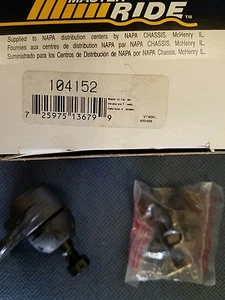 MASTER
RIDE
Supplied to NAPA distribution centers by NAPA CHASSIS, McHenry IL.
Fournies aux centres de distribution NAPA par NAPA CHASSIS, McHenry IL.
Suministrado para los Centros de Distribución de NAPA por NAPA Chassis, McHenry IL.
104152
7 25975 13679 9